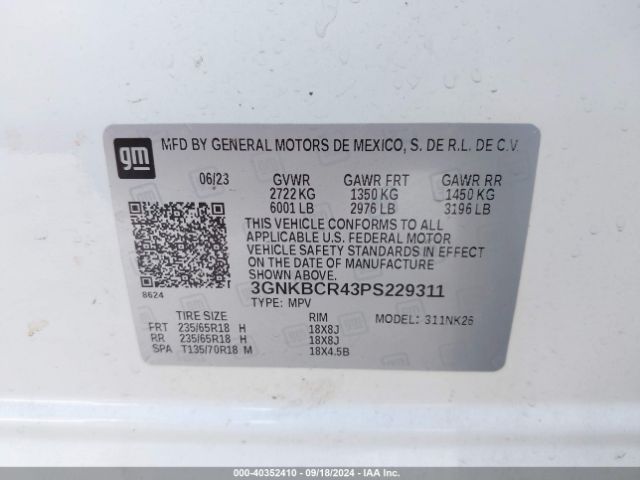 gm
MFD BY GENERAL MOTORS DE MEXICO, S. DE R.L. DE C.V.
06/23 GVWR GAWR FRT GAWR RR
2722 KG 1350 KG 1450 KG
6001 LB 2976 LB 3196 LB
THIS VEHICLE CONFORMS TO ALL
APPLICABLE U.S. FEDERAL MOTOR
VEHICLE SAFETY STANDARDS IN EFFECT
ON THE DATE OF MANUFACTURE
SHOWN ABOVE.
3GNKBCR43PS229311
8624
TYPE: MPV
TIRE SIZE RIM MODEL: 311NK26
FRT 235/65R18 H 18X8J
RR 235/65R18 H 18X8J
SPA T135/70R18 M 18X4.5B
000-40352410 - 09/18/2024 - IAA Inc.